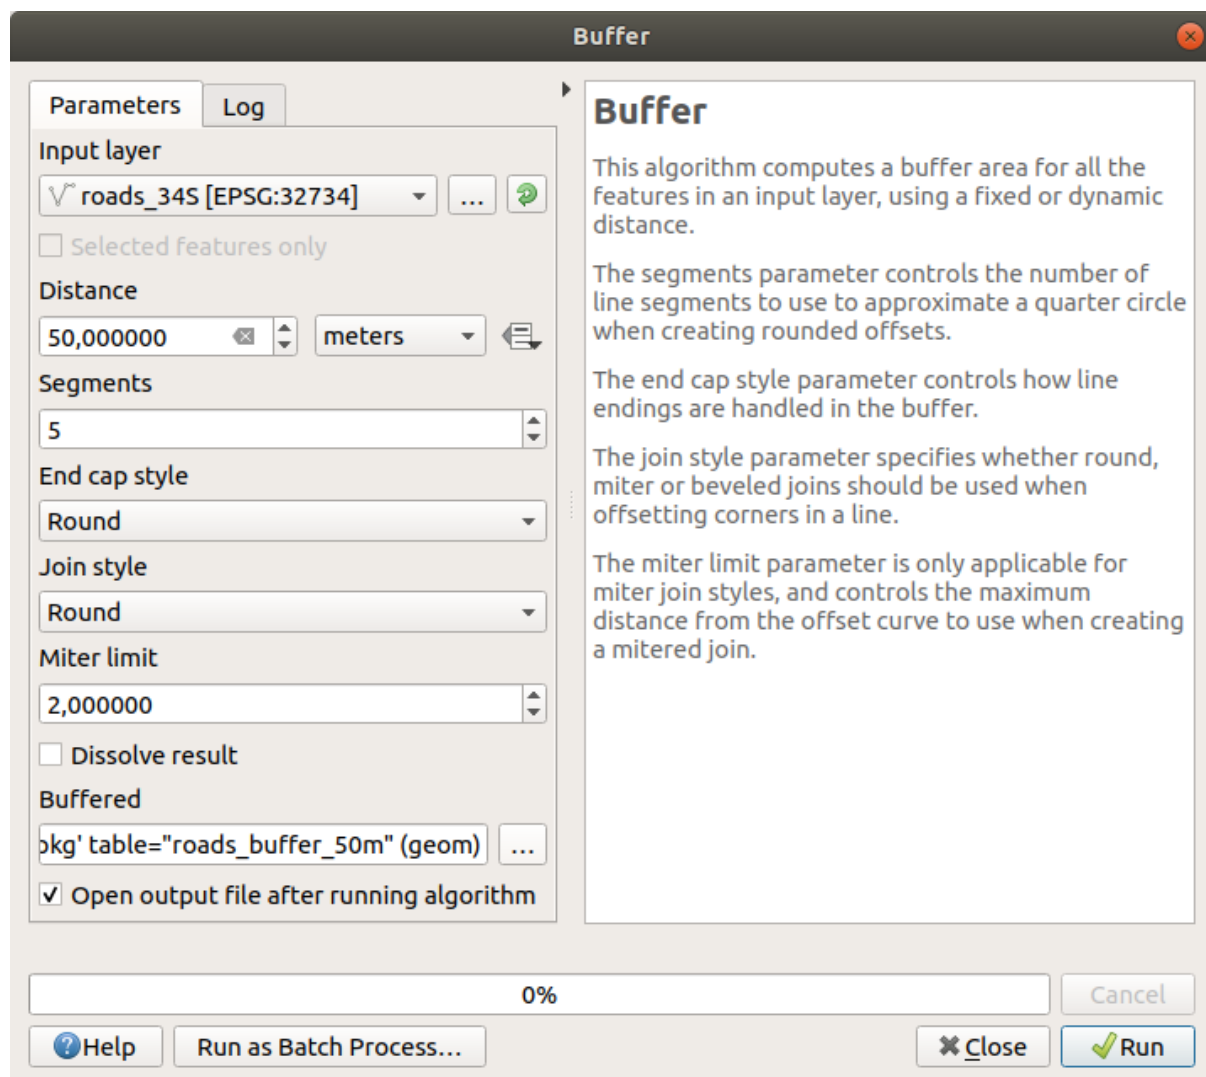 Buffer
Parameters
Log
Input layer
roads_34S [EPSG:32734]
...
Selected features only
Distance
50,000000
meters
Segments
5
End cap style
Round
Join style
Round
Miter limit
2,000000
Dissolve result
Buffered
pkg' table="roads_buffer_50m" (geom)
...
Open output file after running algorithm
Buffer
This algorithm computes a buffer area for all the
features in an input layer, using a fixed or dynamic
distance.
The segments parameter controls the number of
line segments to use to approximate a quarter circle
when creating rounded offsets.
The end cap style parameter controls how line
endings are handled in the buffer.
The join style parameter specifies whether round,
miter or beveled joins should be used when
offsetting corners in a line.
The miter limit parameter is only applicable for
miter join styles, and controls the maximum
distance from the offset curve to use when creating
a mitered join.
0%
Cancel
Help
Run as Batch Process...
Close
Run